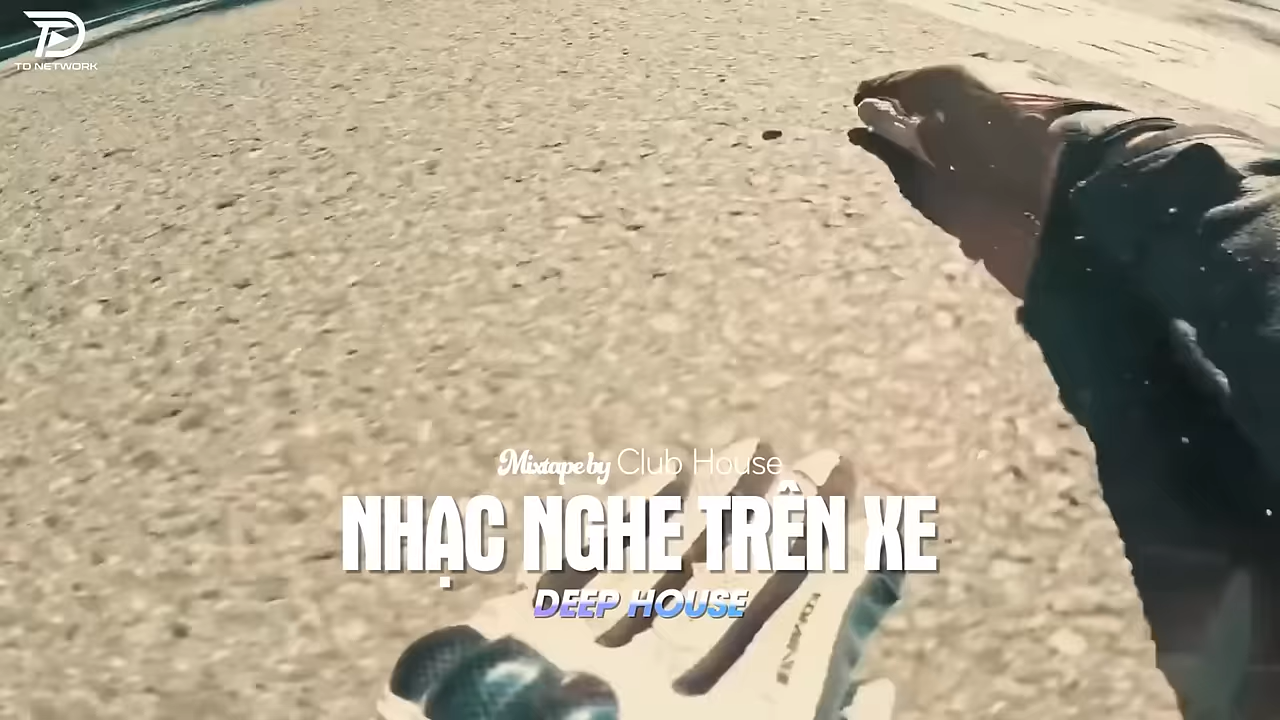 TD NETWORK
Mixtape by Club House
NHẠC NGHE TRÊN XE
DEEP HOUSE